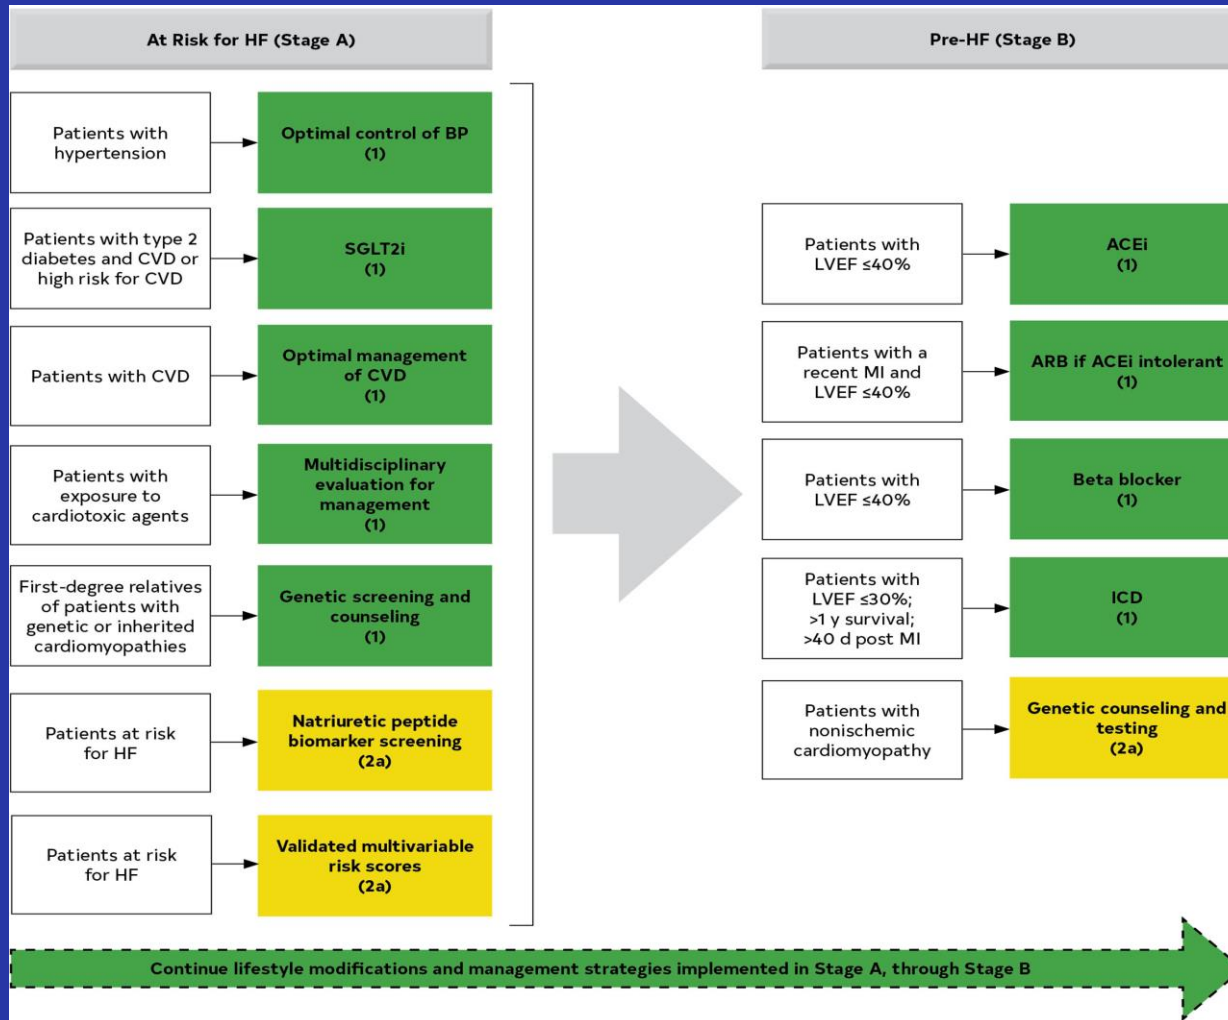 At Risk for HF (Stage A)
Patients with
hypertension
Optimal control of BP
(1)
Patients with type 2
diabetes and CVD or
high risk for CVD
SGLT2i
(1)
Patients with CVD
Optimal management
of CVD
(1)
Patients with
exposure to
cardiotoxic agents
Multidisciplinary
evaluation for
management
(1)
First-degree relatives
of patients with
genetic or inherited
cardiomyopathies
Genetic screening and
counseling
(1)
Patients at risk
for HF
Natriuretic peptide
biomarker screening
(2a)
Patients at risk
for HF
Validated multivariable
risk scores
(2a)
Pre-HF (Stage B)
Patients with
LVEF ≤40%
ACEi
(1)
Patients with a
recent MI and
LVEF ≤40%
ARB if ACEi intolerant
(1)
Patients with
LVEF ≤40%
Beta blocker
(1)
Patients with
LVEF ≤30%;
>1 y survival;
>40 d post MI
ICD
(1)
Patients with
nonischemic
cardiomyopathy
Genetic counseling and
testing
(2a)
Continue lifestyle modifications and management strategies implemented in Stage A, through Stage B